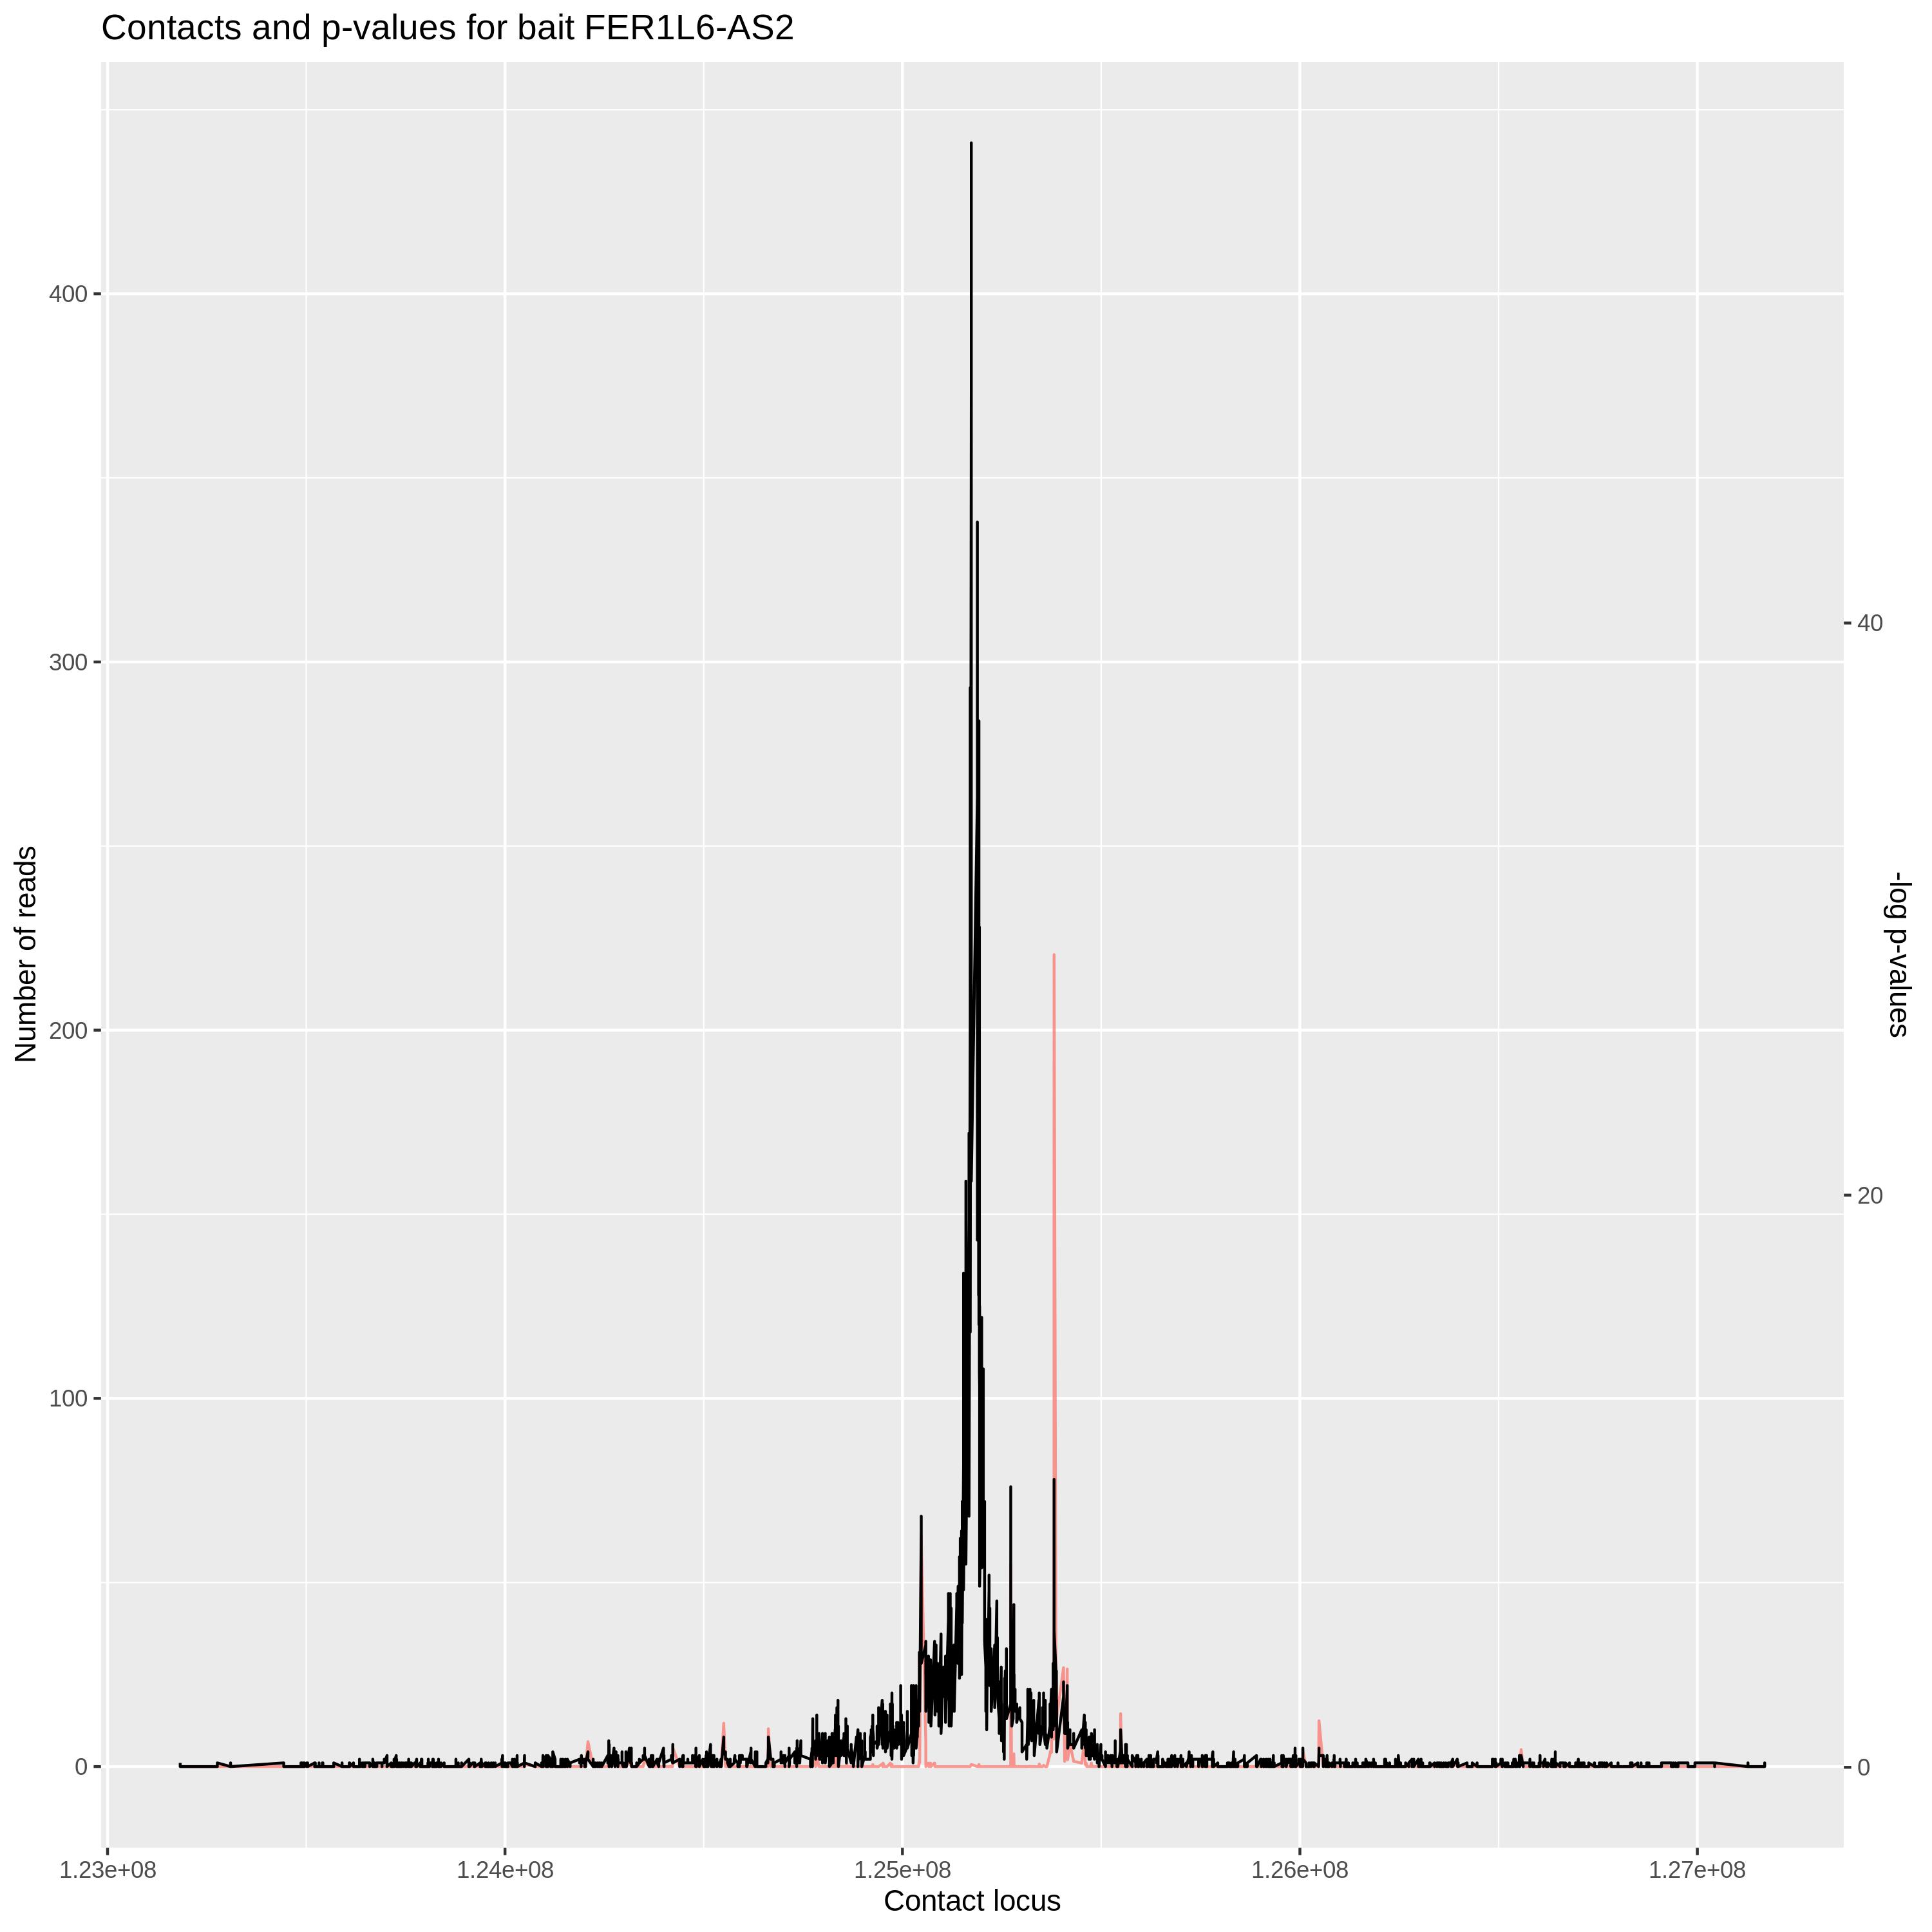 Contacts and p-values for bait FER1L6-AS2
400
300
200
100
0
Number of reads
40
20
0
-log p-values
1.23e+08
1.24e+08
1.25e+08
1.26e+08
1.27e+08
Contact locus